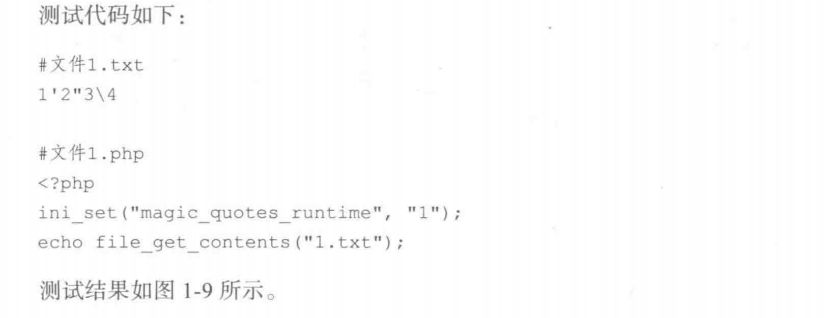 测试代码如下：
#文件1.txt
1'2"3\4
#文件1.php
<?php
ini_set("magic_quotes_runtime", "1");
echo file_get_contents("1.txt");
测试结果如图 1-9 所示。